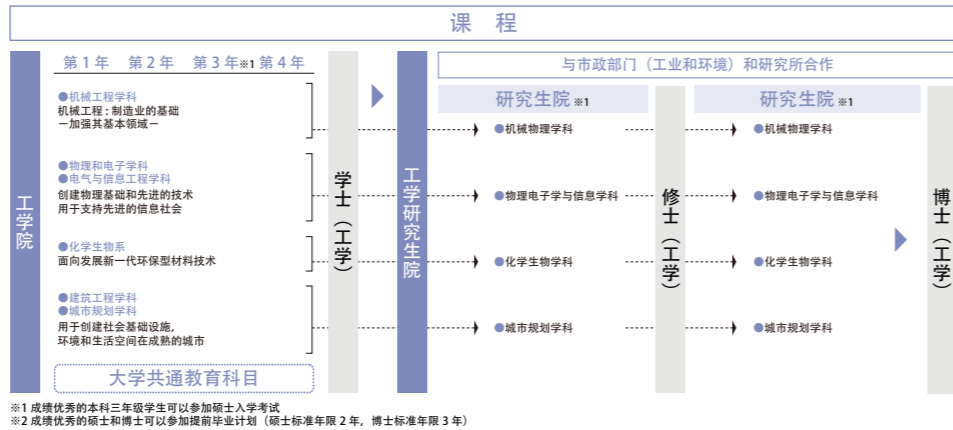 课 程
第 1 年 第 2 年 第 3 年※1 第 4 年
工学院
●机械工程学科
机械工程：制造业的基础
－加强其基本领域－
●物理和电子学科
●电气与信息工程学科
创建物理基础和先进的技术
用于支持先进的信息社会
●化学生物系
面向发展新一代环保型材料技术
●建筑工程学科
●城市规划学科
用于创建社会基础设施，
环境和生活空间在成熟的城市
大学共通教育科目
学士（工学）
工学研究生院
与市政部门（工业和环境）和研究所合作
研究生院 ※1
●机械物理学科
●物理电子学与信息学科
●化学生物学科
●城市规划学科
修士（工学）
研究生院 ※1
●机械物理学科
●物理电子学与信息学科
●化学生物学科
●城市规划学科
博士（工学）
※1 成绩优秀的本科三年级学生可以参加硕士入学考试
※2 成绩优秀的硕士和博士可以参加提前毕业计划（硕士标准年限 2 年，博士标准年限 3 年）